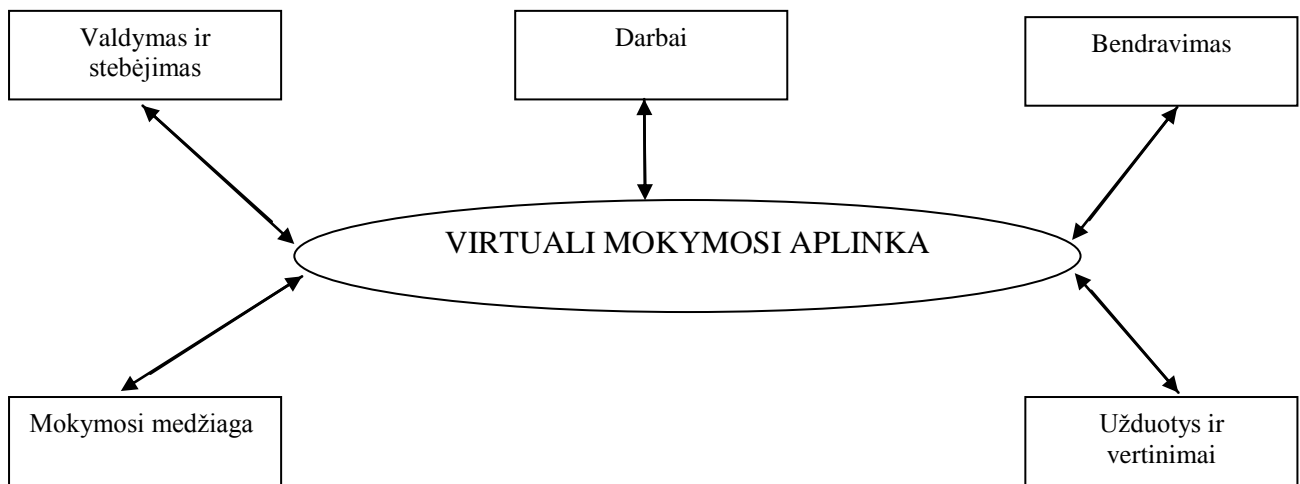 Valdymas ir
stebėjimas
Darbai
Bendravimas
VIRTUALI MOKYMOSI APLINKA
Mokymosi medžiaga
Užduotys ir
vertinimai